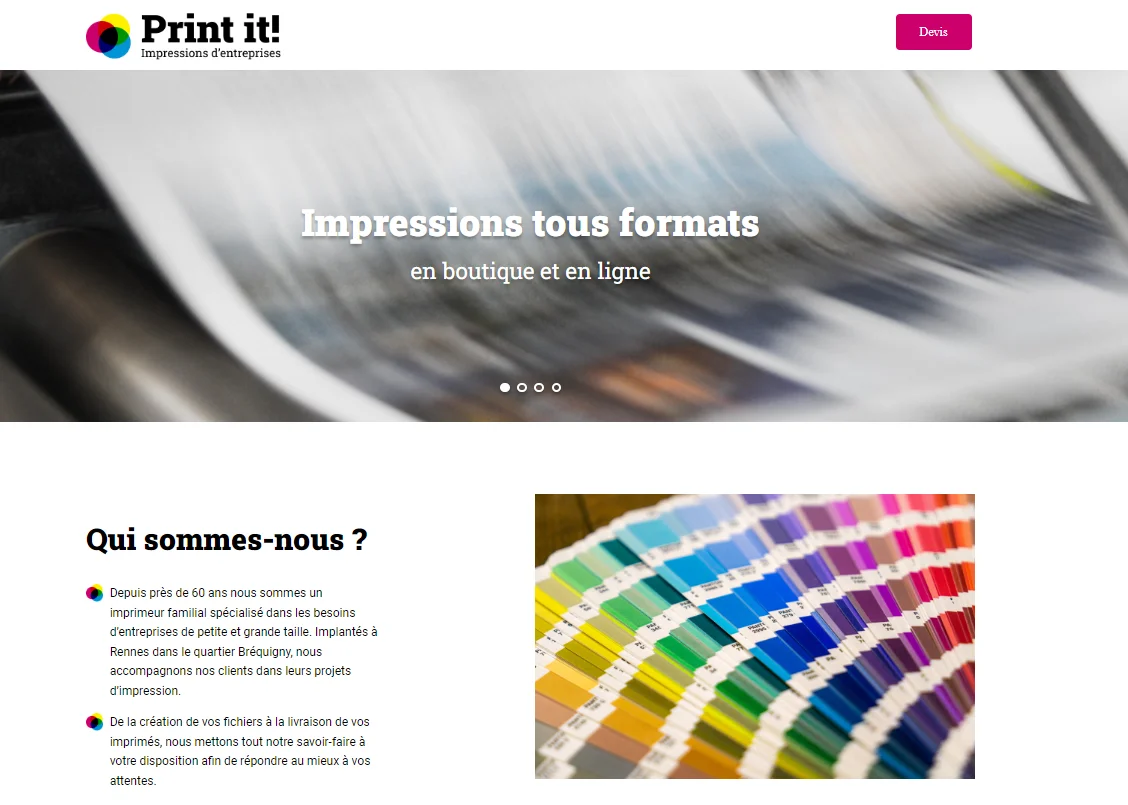 Print it!
Impressions d'entreprises
Devis
Impressions tous formats
en boutique et en ligne
Qui sommes-nous ?
Depuis près de 60 ans nous sommes un
imprimeur familial spécialisé dans les besoins
d'entreprises de petite et grande taille. Implantés à
Rennes dans le quartier Bréquigny, nous
accompagnons nos clients dans leurs projets
d'impression.
De la création de vos fichiers à la livraison de vos
imprimés, nous mettons tout notre savoir-faire à
votre disposition afin de répondre au mieux à vos
attentes.